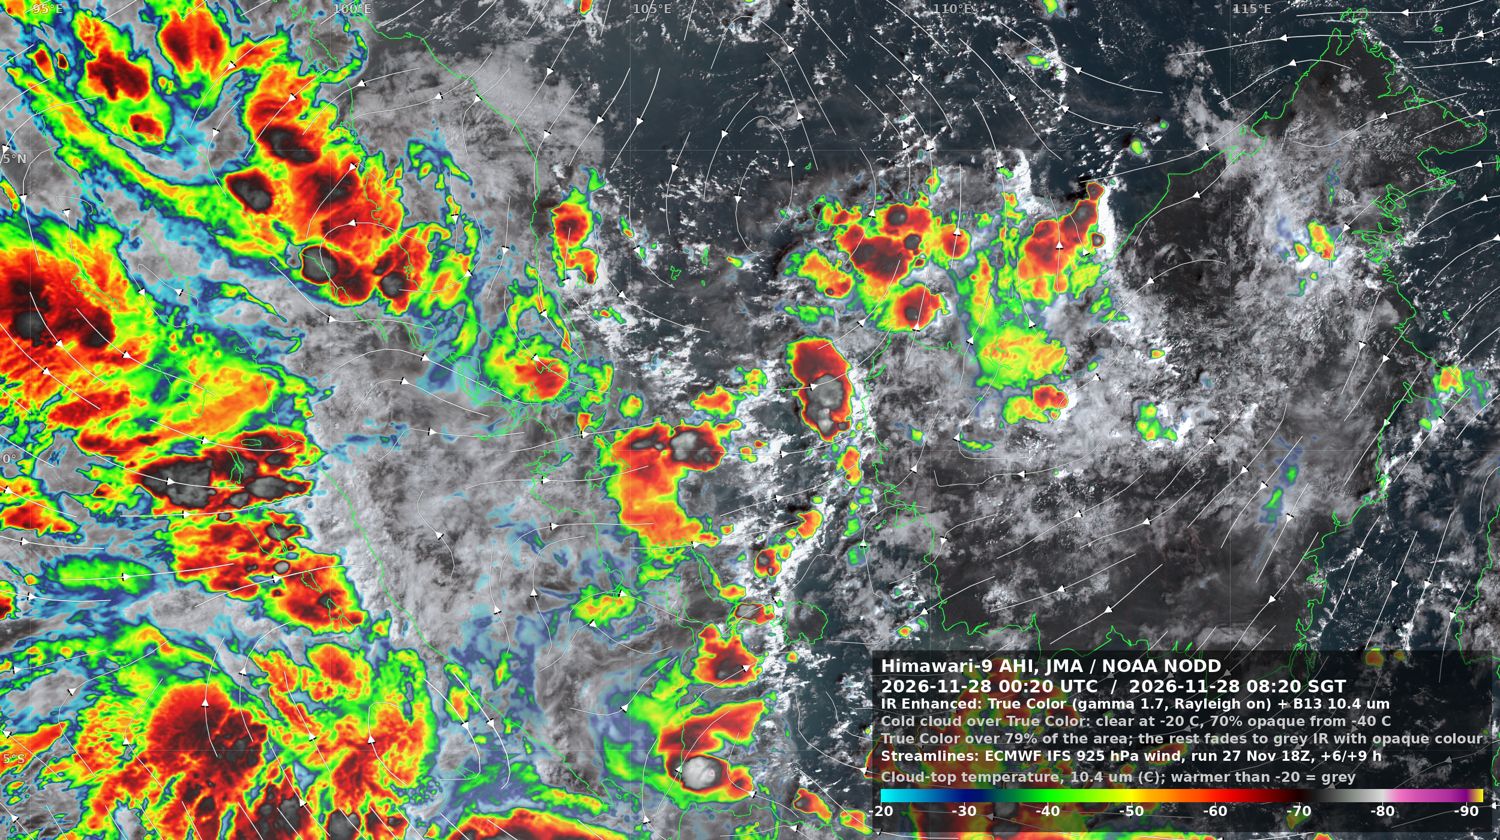 95°E
100°E
105°E
110°E
115°E
5°N
0°
5°S
Himawari-9 AHI, JMA / NOAA NODD
2026-11-28 00:20 UTC / 2026-11-28 08:20 SGT
IR Enhanced: True Color (gamma 1.7, Rayleigh on) + B13 10.4 um
Cold cloud over True Color: clear at -20 C, 70% opaque from -40 C
True Color over 79% of the area; the rest fades to grey IR with opaque colours
Streamlines: ECMWF IFS 925 hPa wind, run 27 Nov 18Z, +6/+9 h
Cloud-top temperature, 10.4 um (C); warmer than -20 = grey
-20 -30 -40 -50 -60 -70 -80 -90